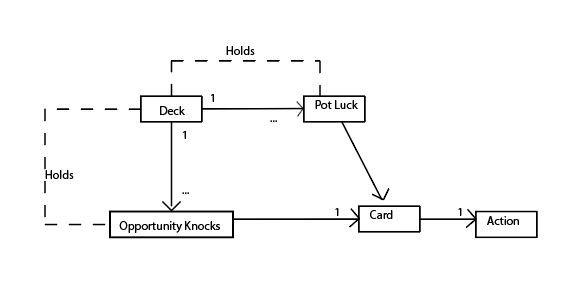 Holds
Deck
1
...
Pot Luck
1
Holds
...
Opportunity Knocks
1
Card
1
Action